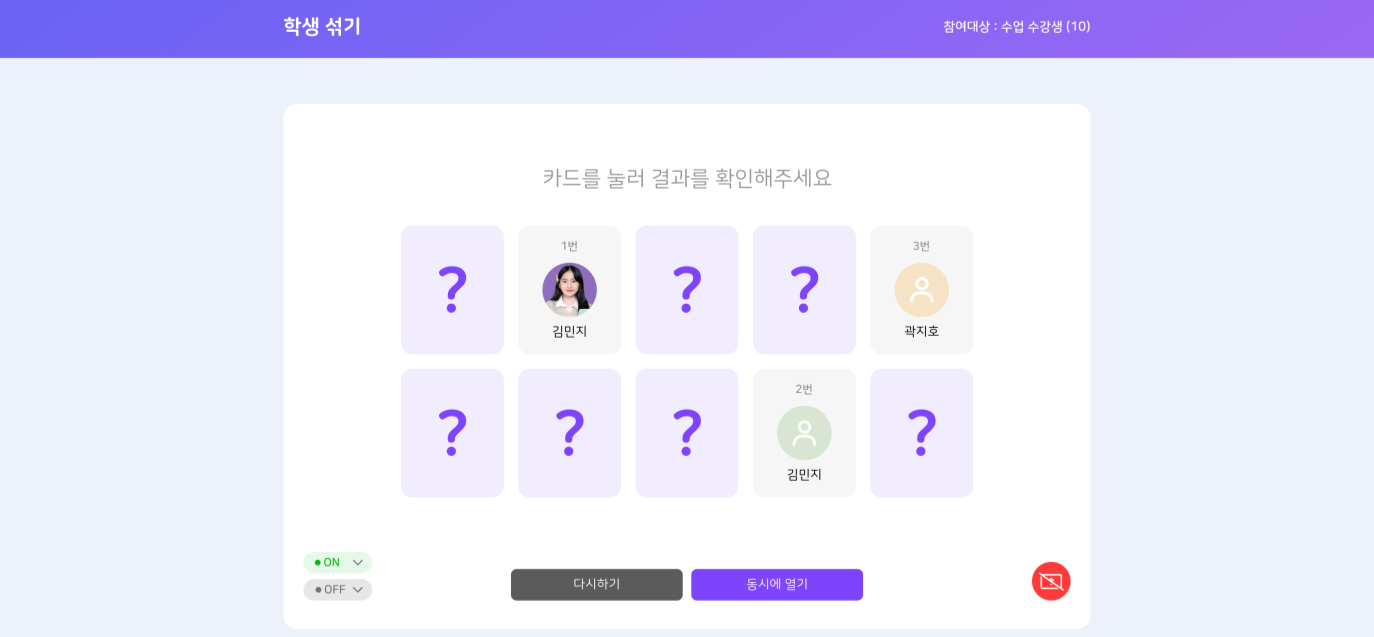 학생 섞기
참여대상 : 수업 수강생 (10)
카드를 눌러 결과를 확인해주세요
?
1번
김민지
?
?
3번
곽지호
?
?
?
2번
김민지
?
ON
OFF
다시하기
동시에 열기